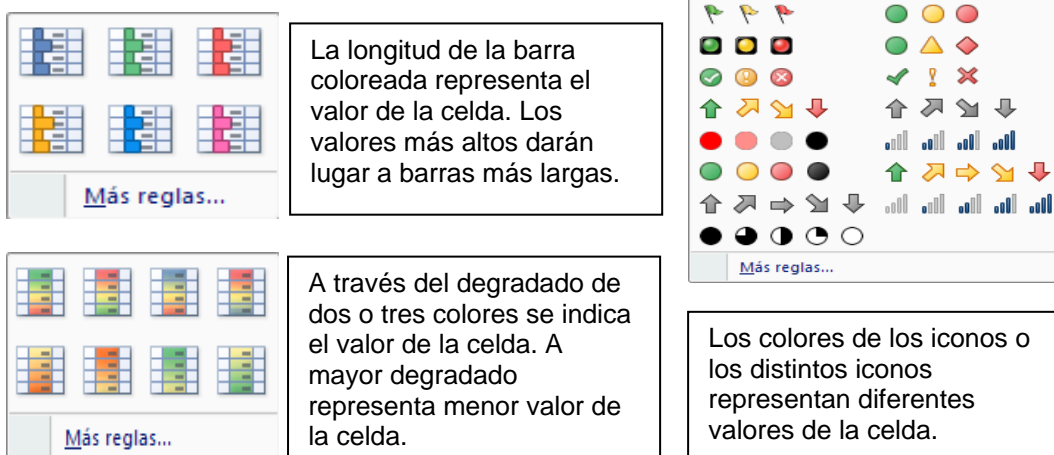 La longitud de la barra
coloreada representa el
valor de la celda. Los
valores más altos darán
lugar a barras más largas.
Más reglas...
Más reglas...
A través del degradado de
dos o tres colores se indica
el valor de la celda. A
mayor degradado
representa menor valor de
la celda.
Más reglas...
Los colores de los iconos o
los distintos iconos
representan diferentes
valores de la celda.